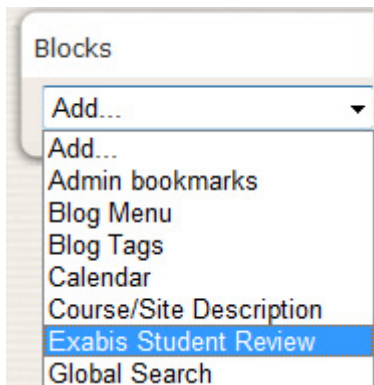 Blocks
Add...
Add...
Admin bookmarks
Blog Menu
Blog Tags
Calendar
Course/Site Description
Exabis Student Review
Global Search